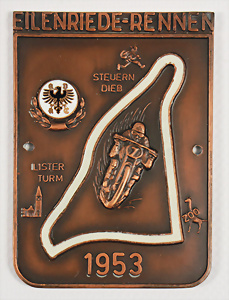 EILENRIEDE-RENNEN
STEUERN
DIEB
LISTER
TURM
ZOO
1953